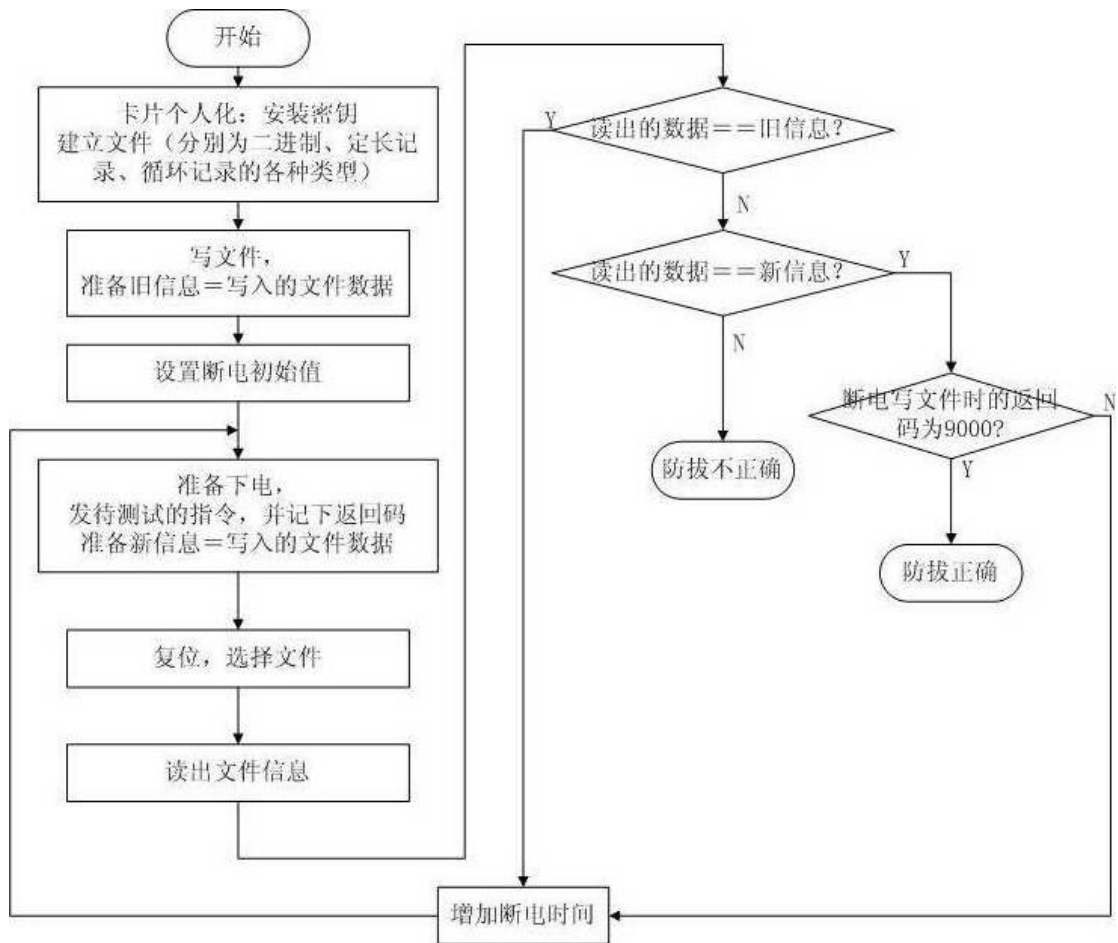 开始
卡片个人化：安装密钥
建立文件（分别为二进制、定长记
录、循环记录的各种类型）
写文件，
准备旧信息＝写入的文件数据
设置断电初始值
准备下电，
发待测试的指令，并记下返回码
准备新信息＝写入的文件数据
复位，选择文件
读出文件信息
读出的数据==旧信息？
Y
N
读出的数据==新信息？
Y
N
断电写文件时的返回
码为9000?
N
Y
防拔不正确
防拔正确
增加断电时间